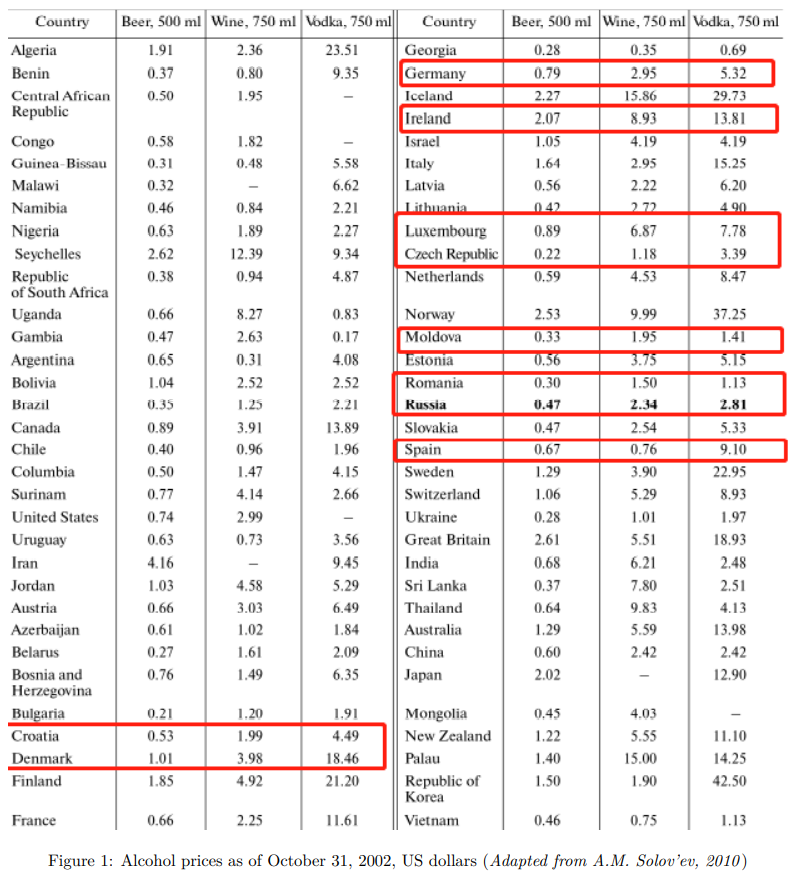 Country Beer, 500 ml Wine, 750 ml Vodka, 750 ml Country Beer, 500 ml Wine, 750 ml Vodka, 750 ml
Algeria 1.91 2.36 23.51 Georgia 0.28 0.35 0.69
Benin 0.37 0.80 9.35 Germany 0.79 2.95 5.32
Central African 0.50 1.95 – Iceland 2.27 15.86 29.73
Republic Ireland 2.07 8.93 13.81
Congo 0.58 1.82 – Israel 1.05 4.19 4.19
Guinea–Bissau 0.31 0.48 5.58 Italy 1.64 2.95 15.25
Malawi 0.32 – 6.62 Latvia 0.56 2.22 6.20
Namibia 0.46 0.84 2.21 Lithuania 0.42 2.72 4.90
Nigeria 0.63 1.89 2.27 Luxembourg 0.89 6.87 7.78
Seychelles 2.62 12.39 9.34 Czech Republic 0.22 1.18 3.39
Republic 0.38 0.94 4.87 Netherlands 0.59 4.53 8.47
of South Africa
Uganda 0.66 8.27 0.83 Norway 2.53 9.99 37.25
Gambia 0.47 2.63 0.17 Moldova 0.33 1.95 1.41
Argentina 0.65 0.31 4.08 Estonia 0.56 3.75 5.15
Bolivia 1.04 2.52 2.52 Romania 0.30 1.50 1.13
Brazil 0.35 1.25 2.21 Russia 0.47 2.34 2.81
Canada 0.89 3.91 13.89 Slovakia 0.47 2.54 5.33
Chile 0.40 0.96 1.96 Spain 0.67 0.76 9.10
Columbia 0.50 1.47 4.15 Sweden 1.29 3.90 22.95
Surinam 0.77 4.14 2.66 Switzerland 1.06 5.29 8.93
United States 0.74 2.99 – Ukraine 0.28 1.01 1.97
Uruguay 0.63 0.73 3.56 Great Britain 2.61 5.51 18.93
Iran 4.16 – 9.45 India 0.68 6.21 2.48
Jordan 1.03 4.58 5.29 Sri Lanka 0.37 7.80 2.51
Austria 0.66 3.03 6.49 Thailand 0.64 9.83 4.13
Azerbaijan 0.61 1.02 1.84 Australia 1.29 5.59 13.98
Belarus 0.27 1.61 2.09 China 0.60 2.42 2.42
Bosnia and 0.76 1.49 6.35 Japan 2.02 – 12.90
Herzegovina
Bulgaria 0.21 1.20 1.91 Mongolia 0.45 4.03 –
Croatia 0.53 1.99 4.49 New Zealand 1.22 5.55 11.10
Denmark 1.01 3.98 18.46 Palau 1.40 15.00 14.25
Finland 1.85 4.92 21.20 Republic of 1.50 1.90 42.50
Korea
France 0.66 2.25 11.61 Vietnam 0.46 0.75 1.13
Figure 1: Alcohol prices as of October 31, 2002, US dollars (Adapted from A.M. Solov'ev, 2010)